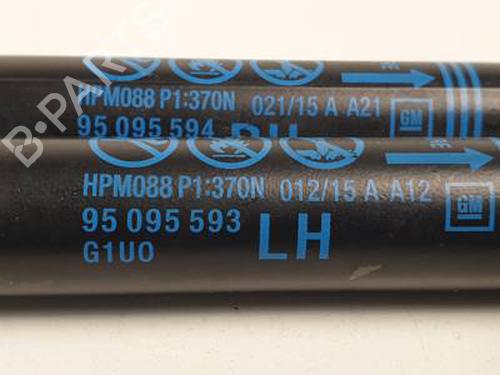 HPM088 P1:370N 021/15 A A21
95 095 594 RH
GM
HPM088 P1:370N 012/15 A A12
95 095 593
LH
G1U0
GM
B-PARTS